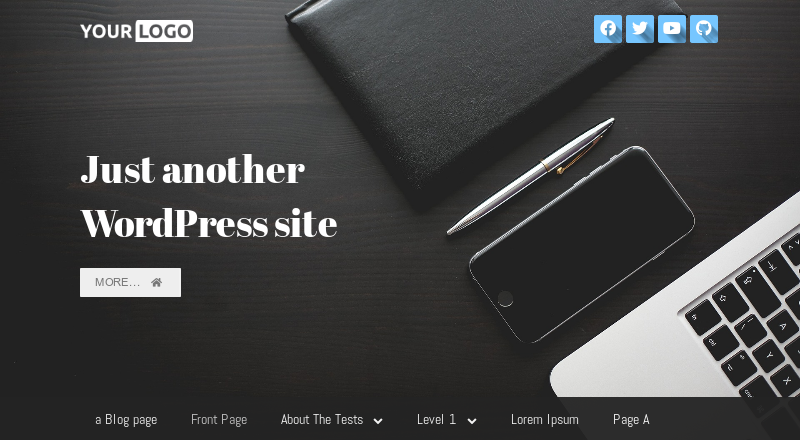 YOUR LOGO
Just another
WordPress site
MORE...
a Blog page Front Page About The Tests Level 1 Lorem Ipsum Page A